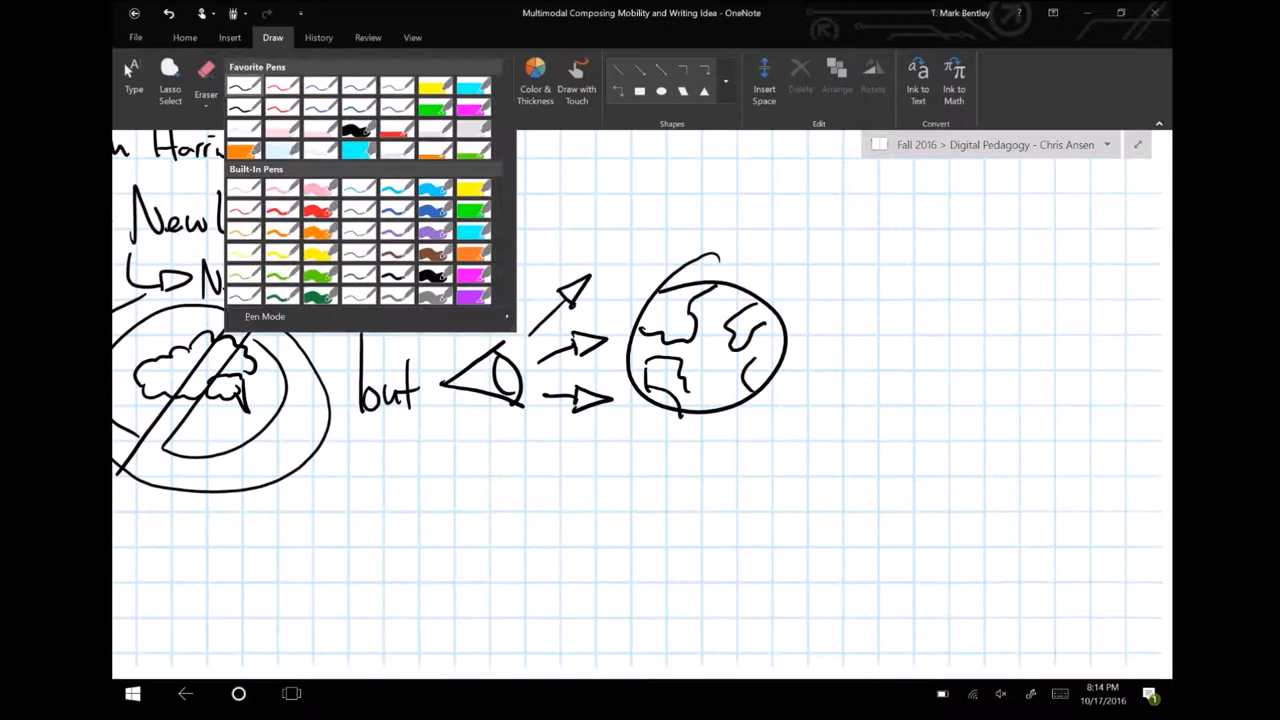 Multimodal Composing Mobility and Writing Idea - OneNote
T. Mark Bentley
?
File
Home
Insert
Draw
History
Review
View
Type
Lasso Select
Eraser
Favorite Pens
Built-In Pens
Pen Mode
Color & Thickness
Draw with Touch
Shapes
Insert Space
Delete
Arrange
Rotate
Edit
Ink to Text
Ink to Math
Convert
Fall 2016 > Digital Pedagogy - Chris Ansen
Harri
New
but
8:14 PM
10/17/2016
1